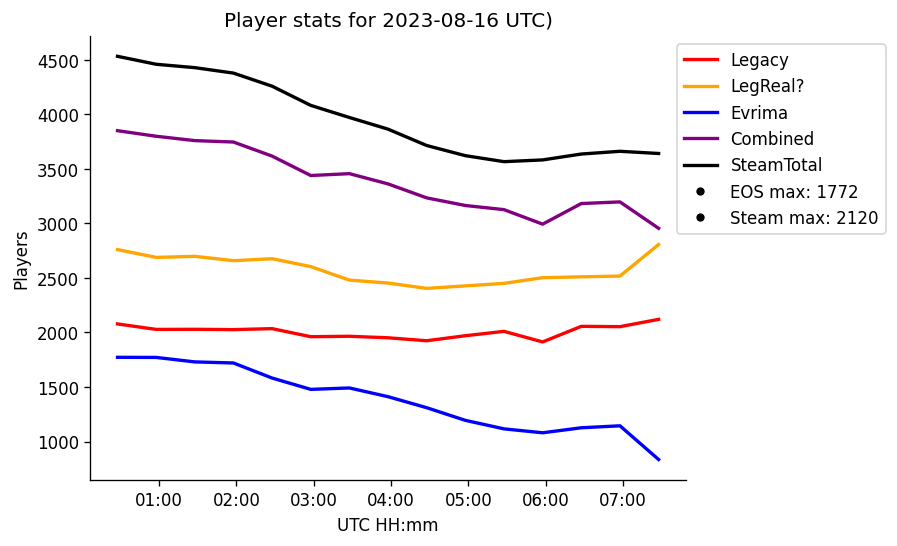 Player stats for 2023-08-16 UTC)
Players
4500
4000
3500
3000
2500
2000
1500
1000
01:00 02:00 03:00 04:00 05:00 06:00 07:00
UTC HH:mm
Legacy
LegReal?
Evrima
Combined
SteamTotal
EOS max: 1772
Steam max: 2120